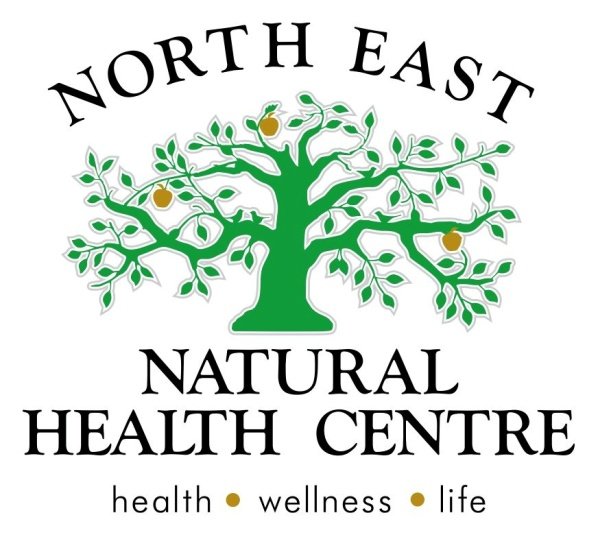 NORTH EAST
NATURAL
HEALTH CENTRE
health • wellness • life